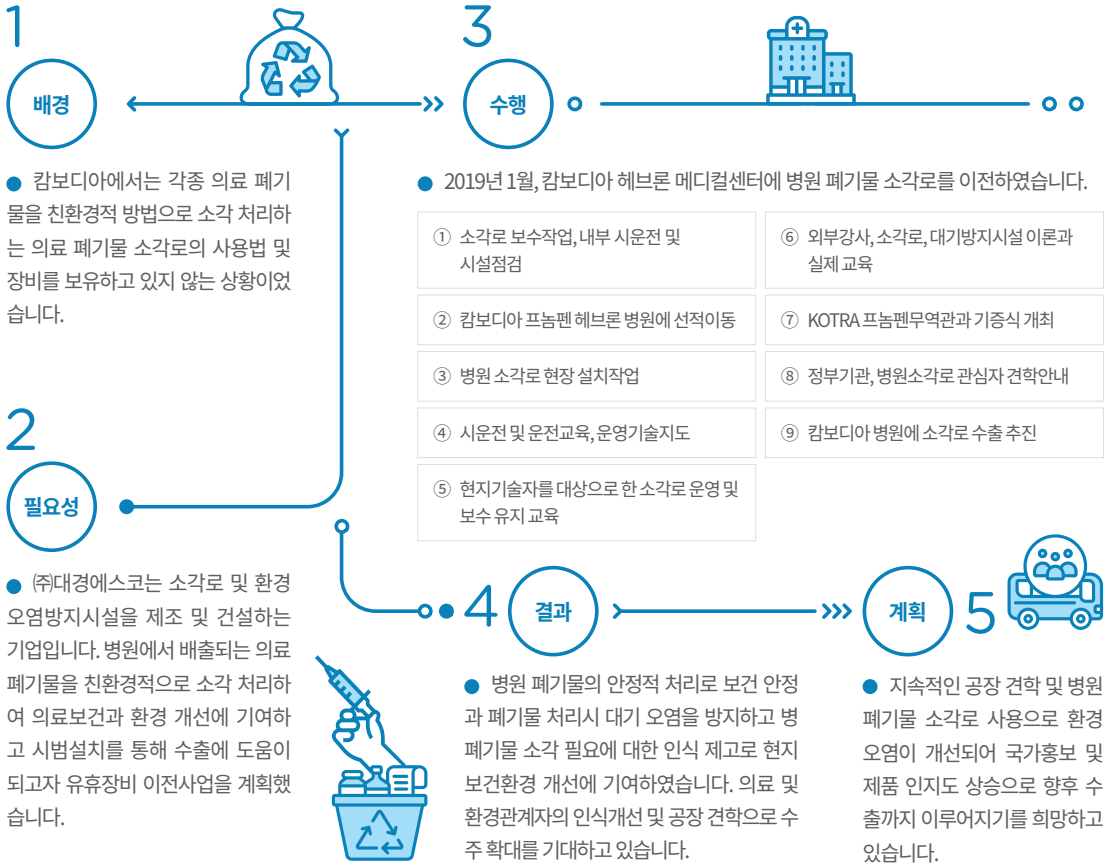 1
배경
캄보디아에서는 각종 의료 폐기
물을 친환경적 방법으로 소각 처리하
는 의료 폐기물 소각로의 사용법 및
장비를 보유하고 있지 않는 상황이었
습니다.
2
필요성
㈜대경에스코는 소각로 및 환경
오염방지시설을 제조 및 건설하는
기업입니다. 병원에서 배출되는 의료
폐기물을 친환경적으로 소각 처리하
여 의료보건과 환경 개선에 기여하
고 시범설치를 통해 수출에 도움이
되고자 유휴장비 이전사업을 계획했
습니다.
3
수행
2019년 1월, 캄보디아 헤브론 메디컬센터에 병원 폐기물 소각로를 이전하였습니다.
① 소각로 보수작업, 내부 시운전 및
시설점검
② 캄보디아 프놈펜 헤브론 병원에 선적이동
③ 병원 소각로 현장 설치작업
④ 시운전 및 운전교육, 운영기술지도
⑤ 현지기술자를 대상으로 한 소각로 운영 및
보수 유지 교육
⑥ 외부강사, 소각로, 대기방지시설 이론과
실제 교육
⑦ KOTRA 프놈펜무역관과 기증식 개최
⑧ 정부기관, 병원소각로 관심자 견학안내
⑨ 캄보디아 병원에 소각로 수출 추진
4
결과
병원 폐기물의 안정적 처리로 보건 안정
과 폐기물 처리시 대기 오염을 방지하고 병
폐기물 소각 필요에 대한 인식 제고로 현지
보건환경 개선에 기여하였습니다. 의료 및
환경관계자의 인식개선 및 공장 견학으로 수
주 확대를 기대하고 있습니다.
계획
5
지속적인 공장 견학 및 병원
폐기물 소각로 사용으로 환경
오염이 개선되어 국가홍보 및
제품 인지도 상승으로 향후 수
출까지 이루어지기를 희망하고
있습니다.